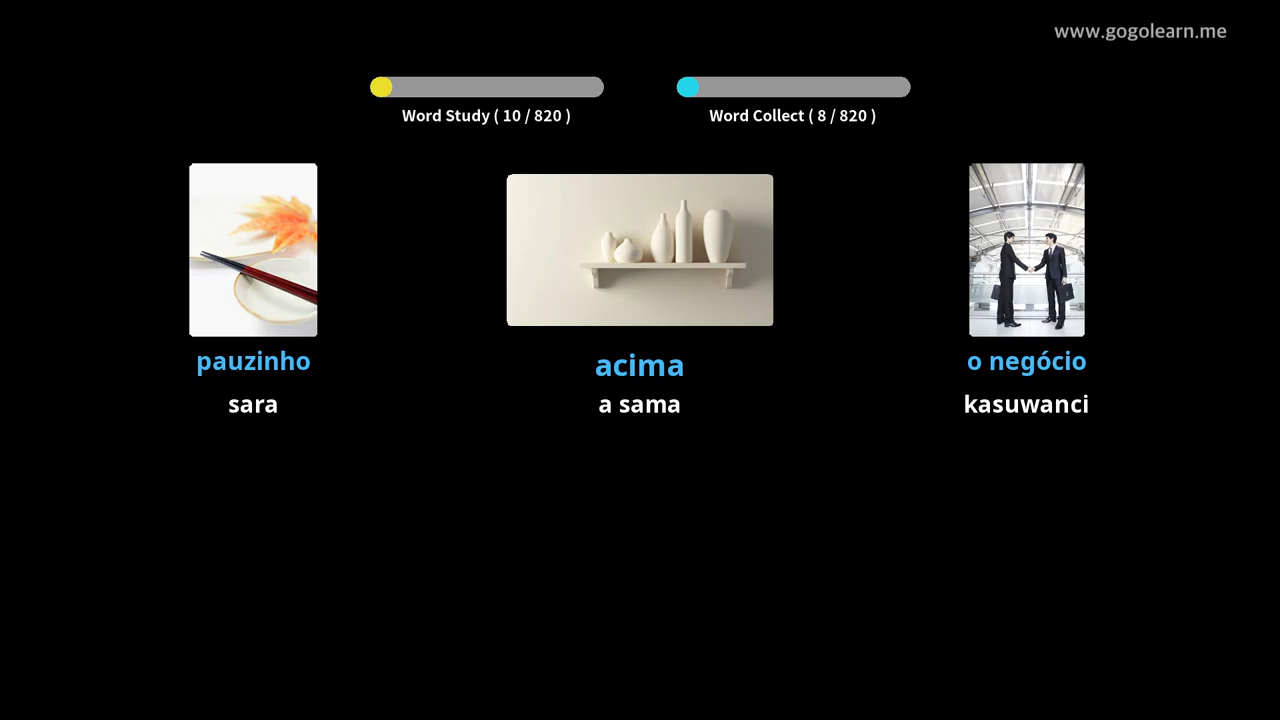 www.gogolearn.me
Word Study ( 10 / 820 )
Word Collect ( 8 / 820 )
pauzinho
sara
acima
a sama
o negócio
kasuwanci